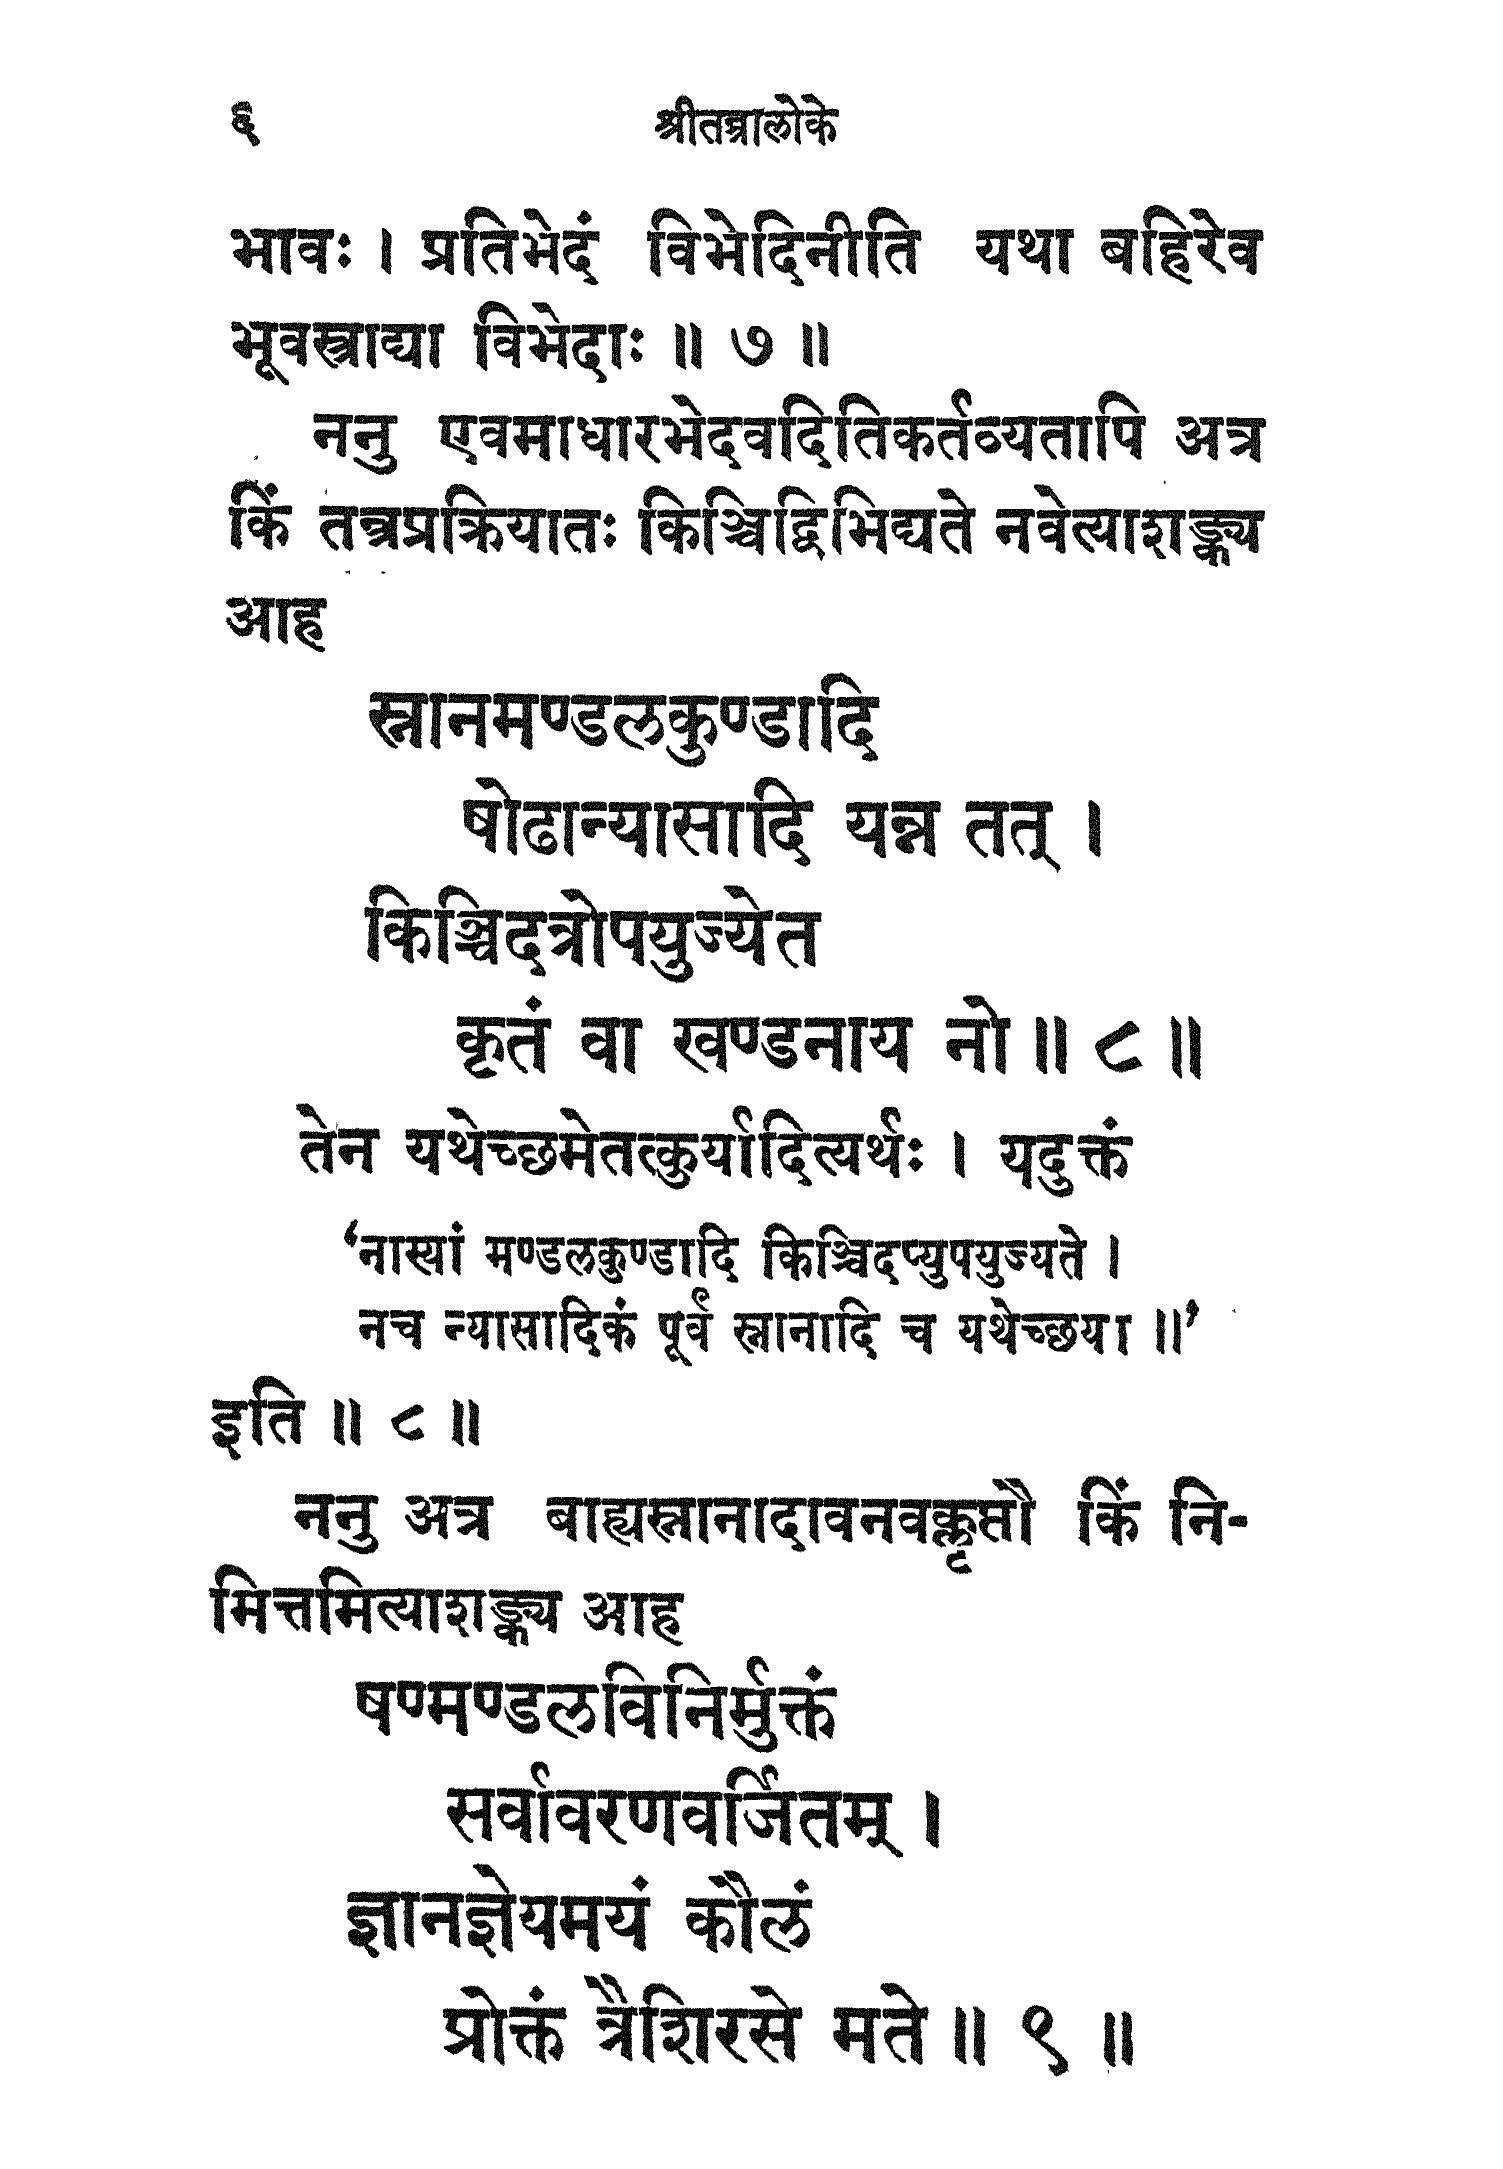 ६ श्रीतन्त्रालोके
भावः । प्रतिभेदं विभेदिनीति यथा बहिरेव
भूवस्त्राद्या विभेदाः ॥ ७ ॥
ननु एवमाधारभेदवदितिकर्तव्यतापि अत्र
किं तन्त्रप्रक्रियातः किञ्चिद्विभिद्यते नवेत्याशङ्क्य
आह
स्नानमण्डलकुण्डादि
षोढान्यासादि यन्न तत् ।
किञ्चिदत्रोपयुज्येत
कृतं वा खण्डनाय नो ॥ ८ ॥
तेन यथेच्छमेतत्कुर्यादित्यर्थः । यदुक्तं
‘नास्यां मण्डलकुण्डादि किञ्चिदप्युपयुज्यते ।
नच न्यासादिकं पूर्वं स्नानादि च यथेच्छया ॥’
इति ॥ ८ ॥
ननु अत्र बाह्यस्नानादावनवक्लृप्तौ किं नि-
मित्तमित्याशङ्क्य आह
षण्मण्डलविनिर्मुक्तं
सर्वावरणवर्जितम् ।
ज्ञानज्ञेयमयं कौलं
प्रोक्तं त्रैशिरसे मते ॥ ९ ॥